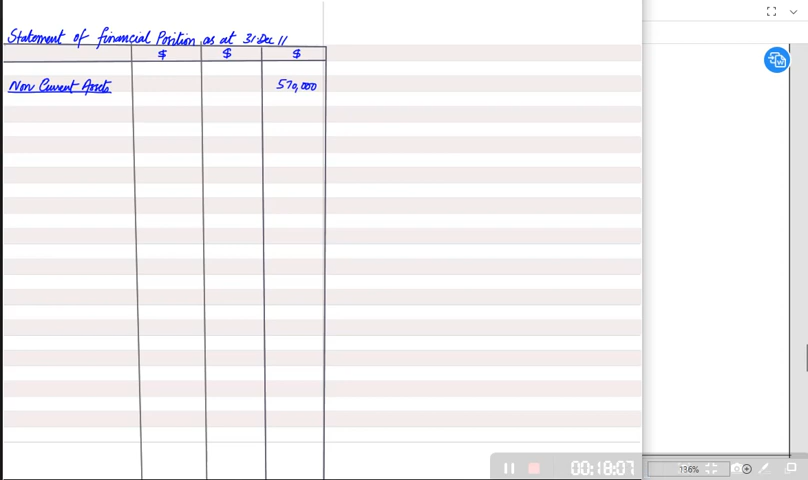 Statement of financial Position as at 31 Dec 11
$ $ $
Non Current Assets 570,000
00:18:07 136%